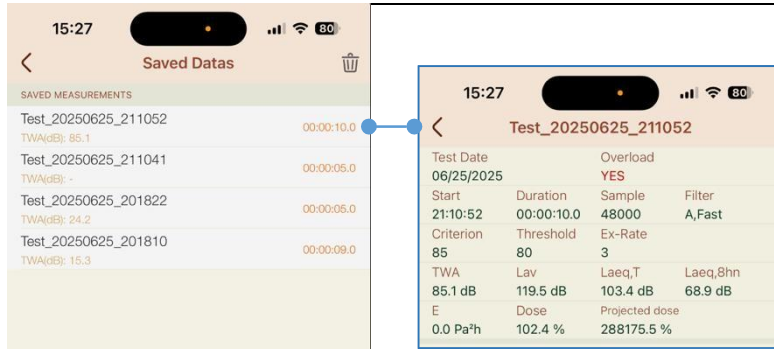 15:27
80
Saved Datas
SAVED MEASUREMENTS
Test_20250625_211052
00:00:10.0
TWA(dB): 85.1
Test_20250625_211041
00:00:05.0
TWA(dB): -
Test_20250625_201822
00:00:05.0
TWA(dB): 24.2
Test_20250625_201810
00:00:09.0
TWA(dB): 15.3
15:27
80
Test_20250625_211052
Test Date Overload
06/25/2025 YES
Start Duration Sample Filter
21:10:52 00:00:10.0 48000 A,Fast
Criterion Threshold Ex-Rate
85 80 3
TWA Lav Laeq,T Laeq,8hn
85.1 dB 119.5 dB 103.4 dB 68.9 dB
E Dose Projected dose
0.0 Pa²h 102.4 % 288175.5 %